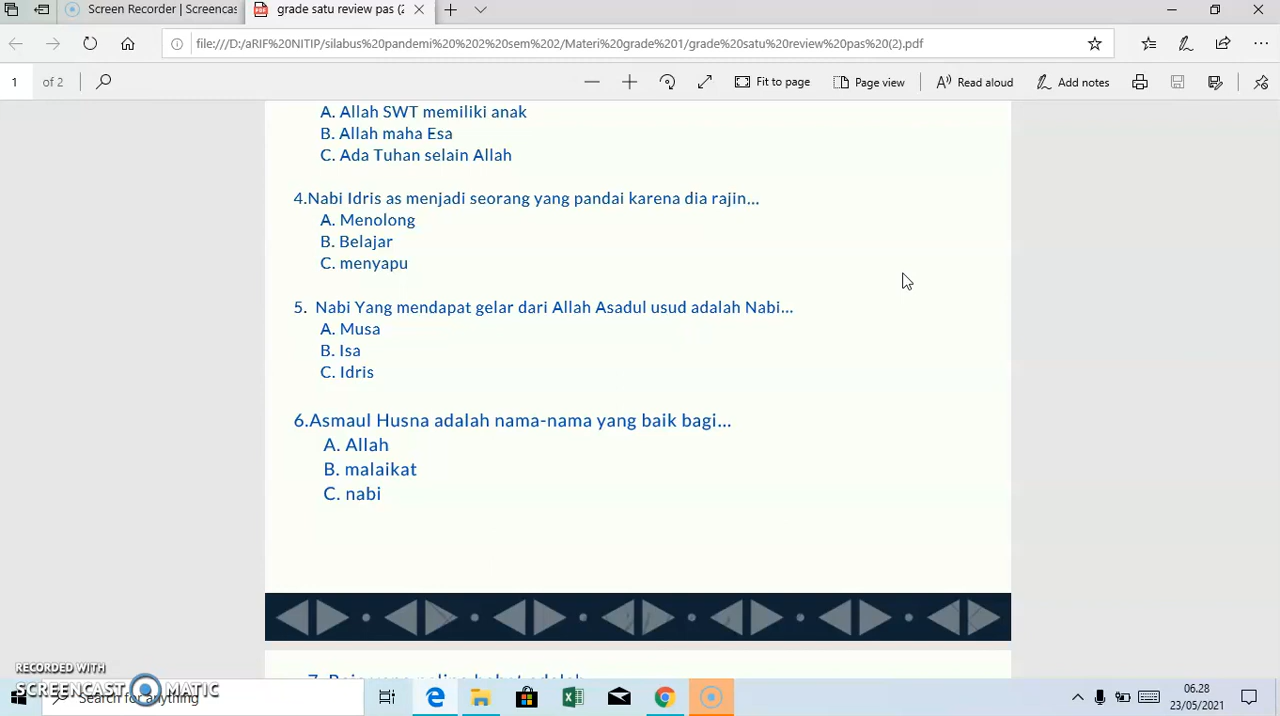 Screen Recorder | Screencas
grade satu review pas (2
file:///D:/aRIF%20NITIP/silabus%20pandemi%20%202%20sem%202/Materi%20grade%201/grade%20satu%20review%20pas%20(2).pdf
1 of 2
Fit to page
Page view
Read aloud
Add notes
A. Allah SWT memiliki anak
B. Allah maha Esa
C. Ada Tuhan selain Allah
4.Nabi Idris as menjadi seorang yang pandai karena dia rajin...
A. Menolong
B. Belajar
C. menyapu
5. Nabi Yang mendapat gelar dari Allah Asadul usud adalah Nabi...
A. Musa
B. Isa
C. Idris
6.Asmaul Husna adalah nama-nama yang baik bagi...
A. Allah
B. malaikat
C. nabi
RECORDED WITH
SCREENCAST MATIC
Search for anything
06.28
23/05/2021